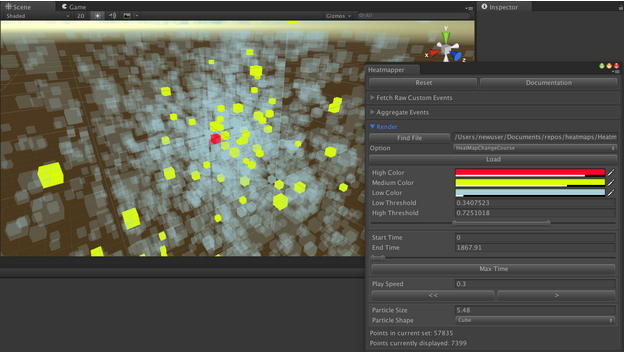 Scene
Game
Inspector
Shaded
2D
Gizmos
All
Y
X
Z
Heatmapper
Reset
Documentation
Fetch Raw Custom Events
Aggregate Events
Render
Find File
/Users/newuser/Documents/repos/heatmaps/Heatm
Option
HeatMapChangeCourse
Load
High Color
Medium Color
Low Color
Low Threshold
0.3407523
High Threshold
0.7251018
Start Time
0
End Time
1867.91
Max Time
Play Speed
0.3
<<
>
Particle Size
5.48
Particle Shape
Cube
Points in current set: 57835
Points currently displayed: 7399